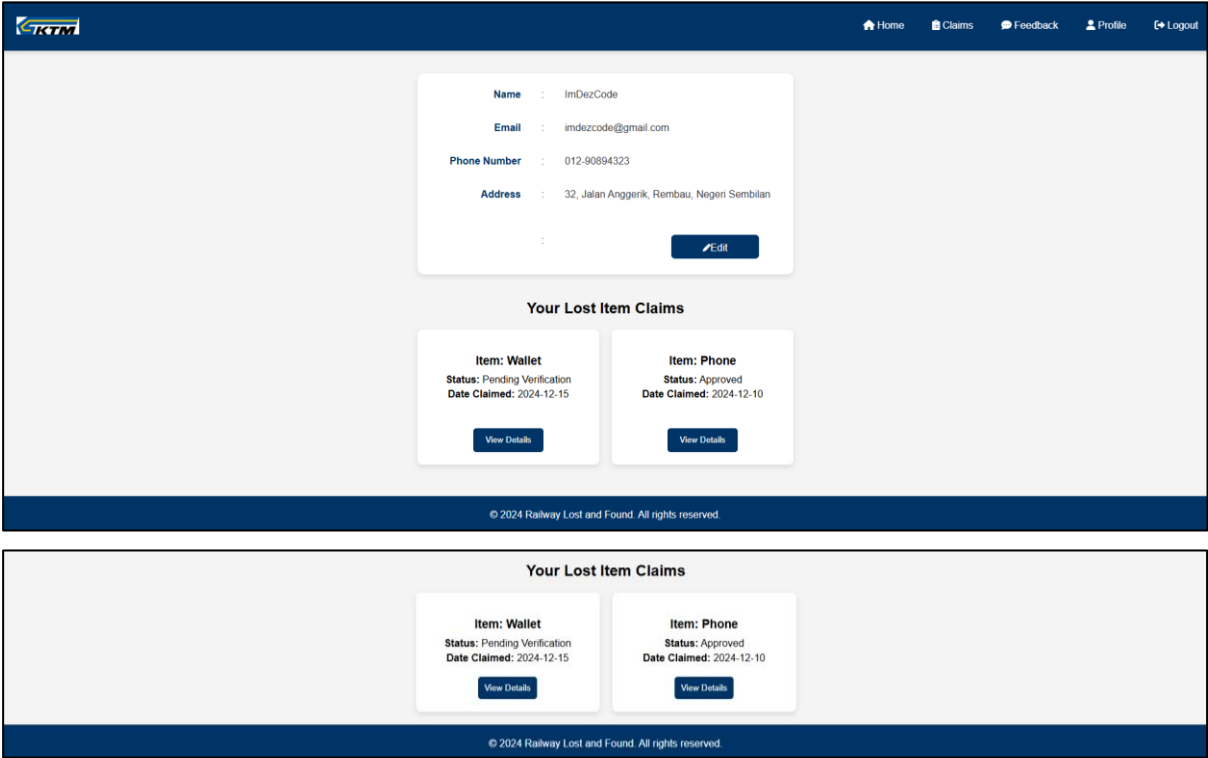 KTM
Home Claims Feedback Profile Logout
Name : ImDezCode
Email : imdezcode@gmail.com
Phone Number : 012-90894323
Address : 32, Jalan Anggerik, Rembau, Negeri Sembilan
: Edit
Your Lost Item Claims
Item: Wallet
Status: Pending Verification
Date Claimed: 2024-12-15
View Details
Item: Phone
Status: Approved
Date Claimed: 2024-12-10
View Details
© 2024 Railway Lost and Found. All rights reserved.
Your Lost Item Claims
Item: Wallet
Status: Pending Verification
Date Claimed: 2024-12-15
View Details
Item: Phone
Status: Approved
Date Claimed: 2024-12-10
View Details
© 2024 Railway Lost and Found. All rights reserved.